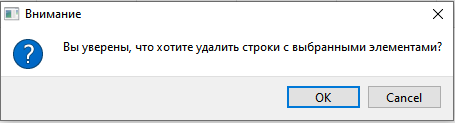 Внимание
Вы уверены, что хотите удалить строки с выбранными элементами?
OK
Cancel